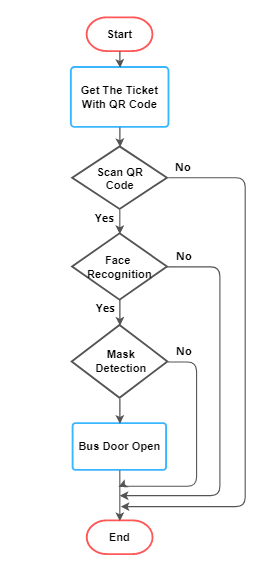 Start
Get The Ticket
With QR Code
Scan QR
Code
No
Yes
Face
Recognition
No
Yes
Mask
Detection
No
Bus Door Open
End